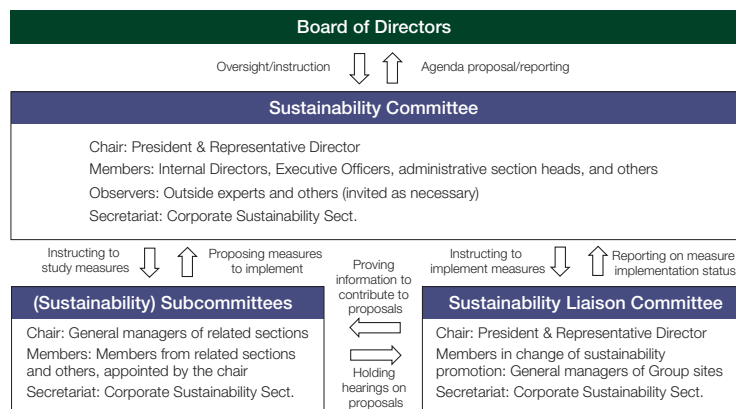 Board of Directors
Oversight/instruction
Agenda proposal/reporting
Sustainability Committee
Chair: President & Representative Director
Members: Internal Directors, Executive Officers, administrative section heads, and others
Observers: Outside experts and others (invited as necessary)
Secretariat: Corporate Sustainability Sect.
Instructing to
study measures
Proposing measures
to implement
Proving
information to
contribute to
proposals
Instructing to
implement measures
Reporting on measure
implementation status
(Sustainability) Subcommittees
Chair: General managers of related sections
Members: Members from related sections
and others, appointed by the chair
Secretariat: Corporate Sustainability Sect.
Holding
hearings on
proposals
Sustainability Liaison Committee
Chair: President & Representative Director
Members in change of sustainability
promotion: General managers of Group sites
Secretariat: Corporate Sustainability Sect.